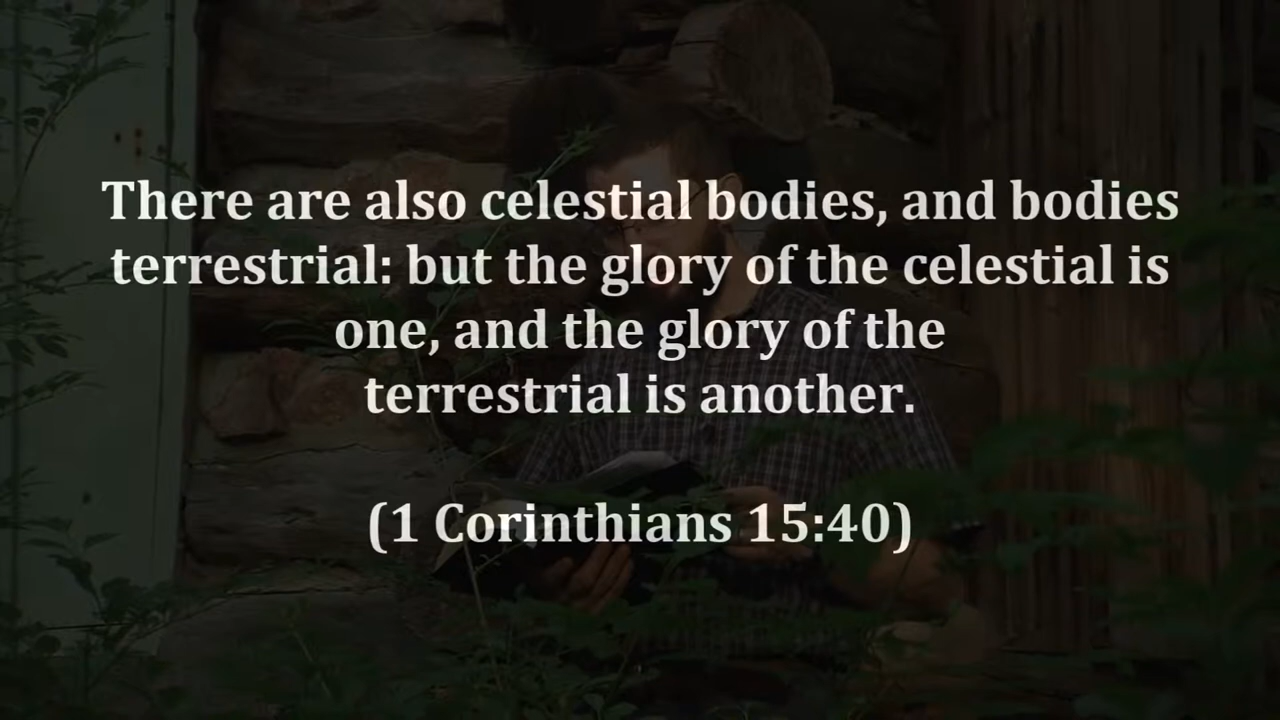 There are also celestial bodies, and bodies
terrestrial: but the glory of the celestial is
one, and the glory of the
terrestrial is another.
(1 Corinthians 15:40)